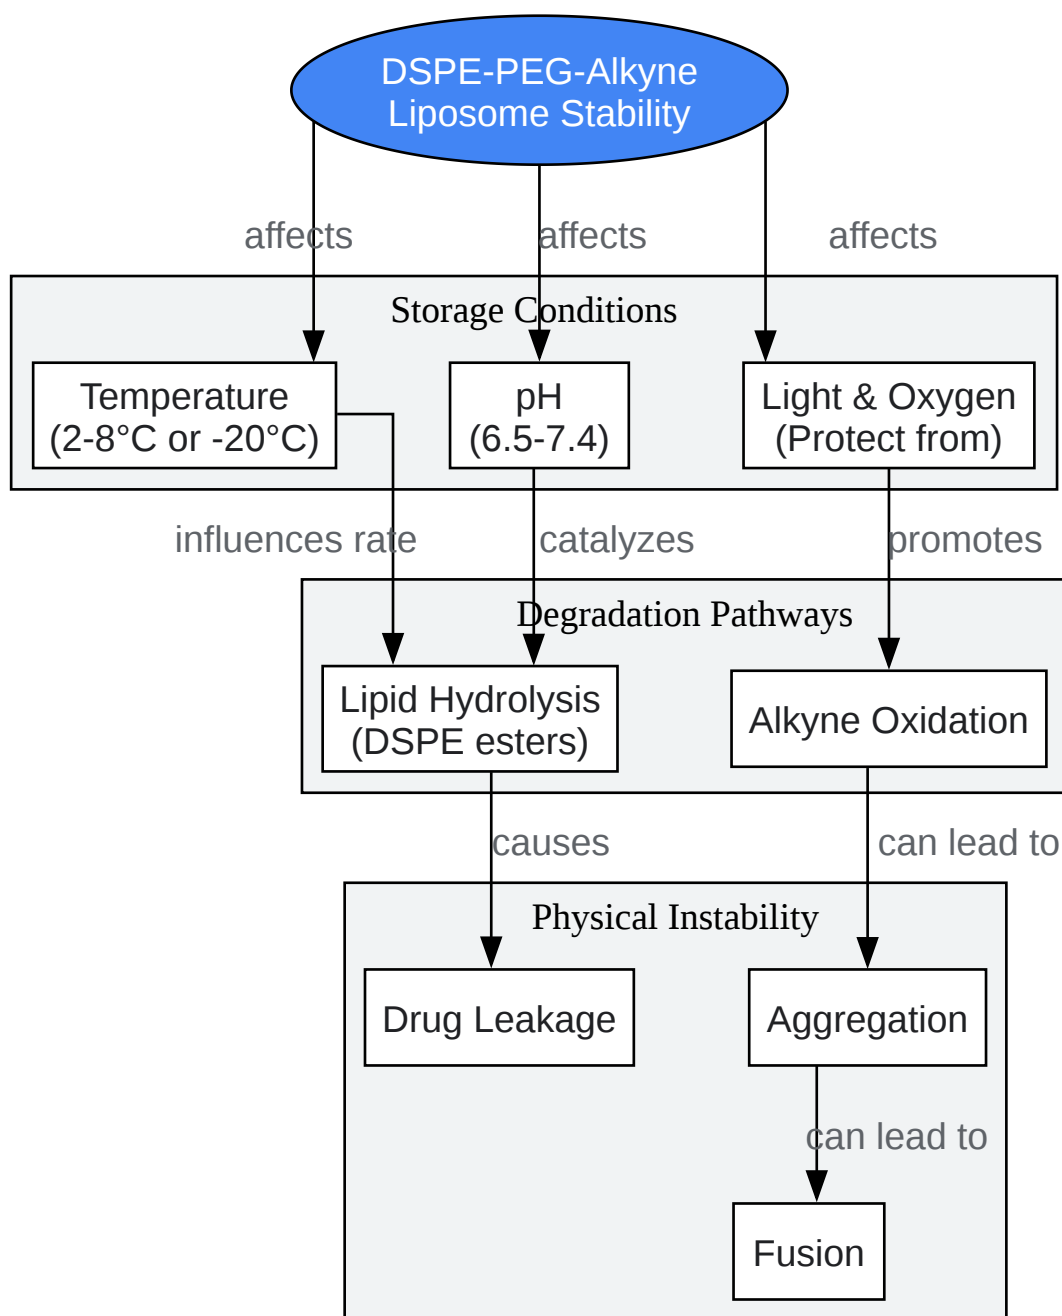 DSPE-PEG-Alkyne
Liposome Stability
affects
affects
affects
Storage Conditions
Temperature
(2-8°C or -20°C)
pH
(6.5-7.4)
Light & Oxygen
(Protect from)
influences rate
catalyzes
promotes
Degradation Pathways
Lipid Hydrolysis
(DSPE esters)
Alkyne Oxidation
causes
can lead to
Physical Instability
Drug Leakage
Aggregation
can lead to
Fusion